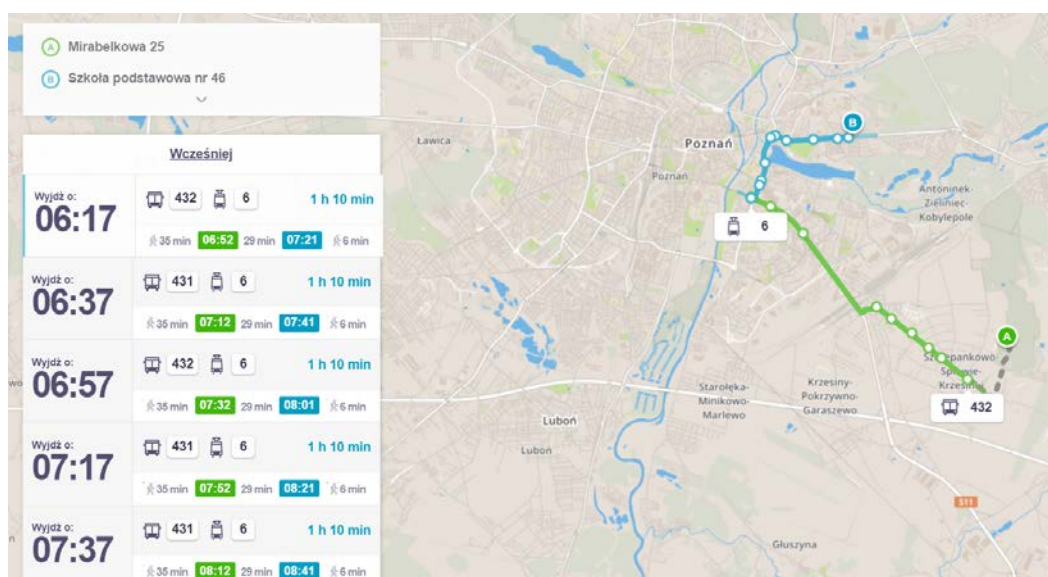 A Mirabelkowa 25
B Szkoła podstawowa nr 46
Wcześniej
Wyjdź o:
06:17
432 6 1 h 10 min
35 min 06:52 29 min 07:21 6 min
Wyjdź o:
06:37
431 6 1 h 10 min
35 min 07:12 29 min 07:41 6 min
Wyjdź o:
06:57
432 6 1 h 10 min
35 min 07:32 29 min 08:01 6 min
Wyjdź o:
07:17
431 6 1 h 10 min
35 min 07:52 29 min 08:21 6 min
Wyjdź o:
07:37
431 6 1 h 10 min
35 min 08:12 29 min 08:41 6 min
Ławica
Poznań
B
Poznań
Antoninek-
Zieliniec-
Kobylepole
6
A
Starołęka-
Minikowo-
Marlewo
Krzesiny-
Pokrzywno-
Garaszewo
432
Luboń
Luboń
S11
Głuszyna